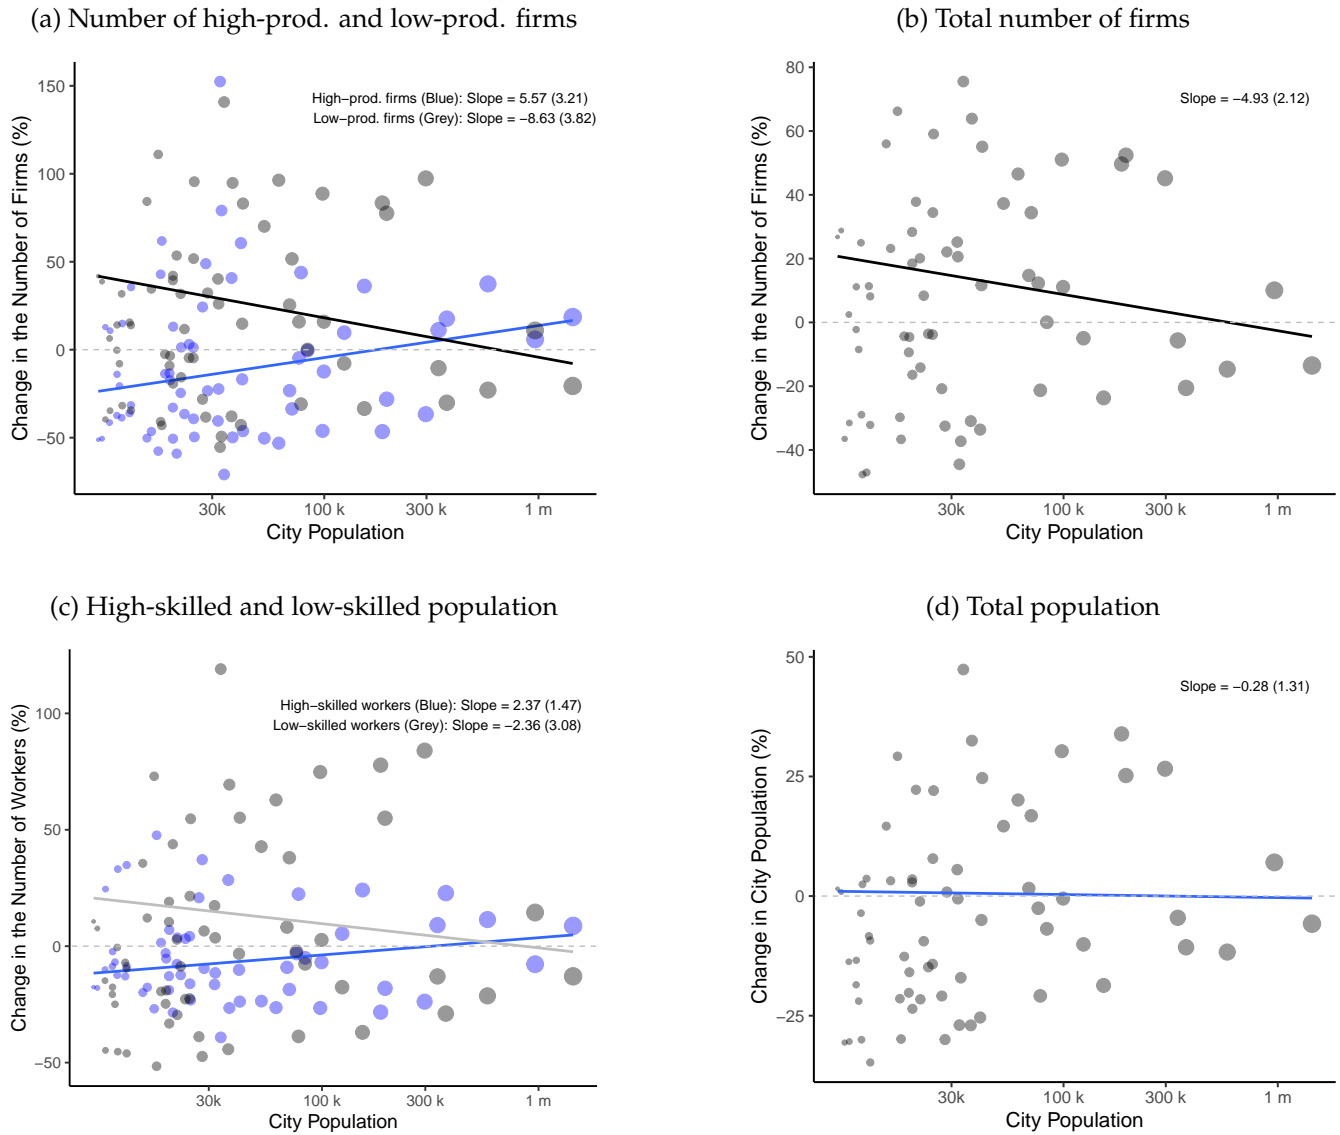 (a) Number of high-prod. and low-prod. firms
High−prod. firms (Blue): Slope = 5.57 (3.21)
Low−prod. firms (Grey): Slope = −8.63 (3.82)
Change in the Number of Firms (%)
150
100
50
0
−50
30k
100 k
300 k
1 m
City Population
(b) Total number of firms
Slope = −4.93 (2.12)
Change in the Number of Firms (%)
80
60
40
20
0
−20
−40
30k
100 k
300 k
1 m
City Population
(c) High-skilled and low-skilled population
High−skilled workers (Blue): Slope = 2.37 (1.47)
Low−skilled workers (Grey): Slope = −2.36 (3.08)
Change in the Number of Workers (%)
100
50
0
−50
30k
100 k
300 k
1 m
City Population
(d) Total population
Slope = −0.28 (1.31)
Change in City Population (%)
50
25
0
−25
30k
100 k
300 k
1 m
City Population